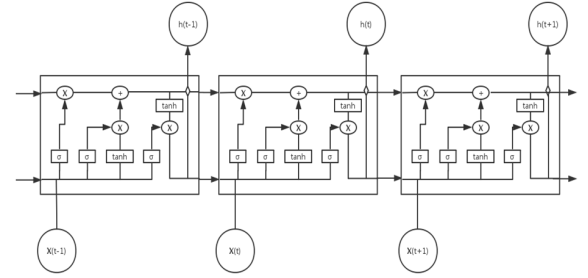 h(t-1) h(t) h(t+1)
X + X + X +
tanh tanh tanh
X X X X X X
σ σ tanh σ σ σ tanh σ σ σ tanh σ
X(t-1) X(t) X(t+1)